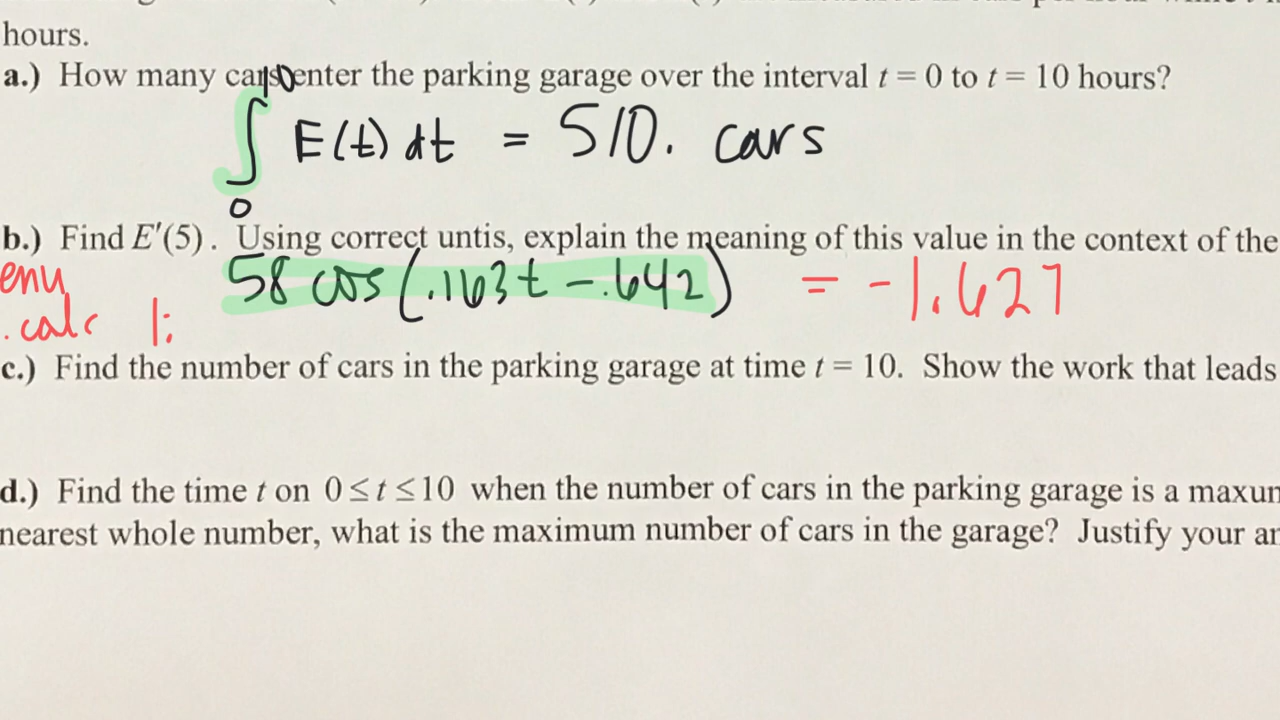 hours.
a.) How many cars enter the parking garage over the interval t = 0 to t = 10 hours?
10
∫ E(t) dt = 510. cars
0
b.) Find E′(5). Using correct untis, explain the meaning of this value in the context of the
enu 58 cos(.163t − .642) = -1.627
.calc 1:
c.) Find the number of cars in the parking garage at time t = 10. Show the work that leads
d.) Find the time t on 0 ≤ t ≤ 10 when the number of cars in the parking garage is a maxum
nearest whole number, what is the maximum number of cars in the garage? Justify your an